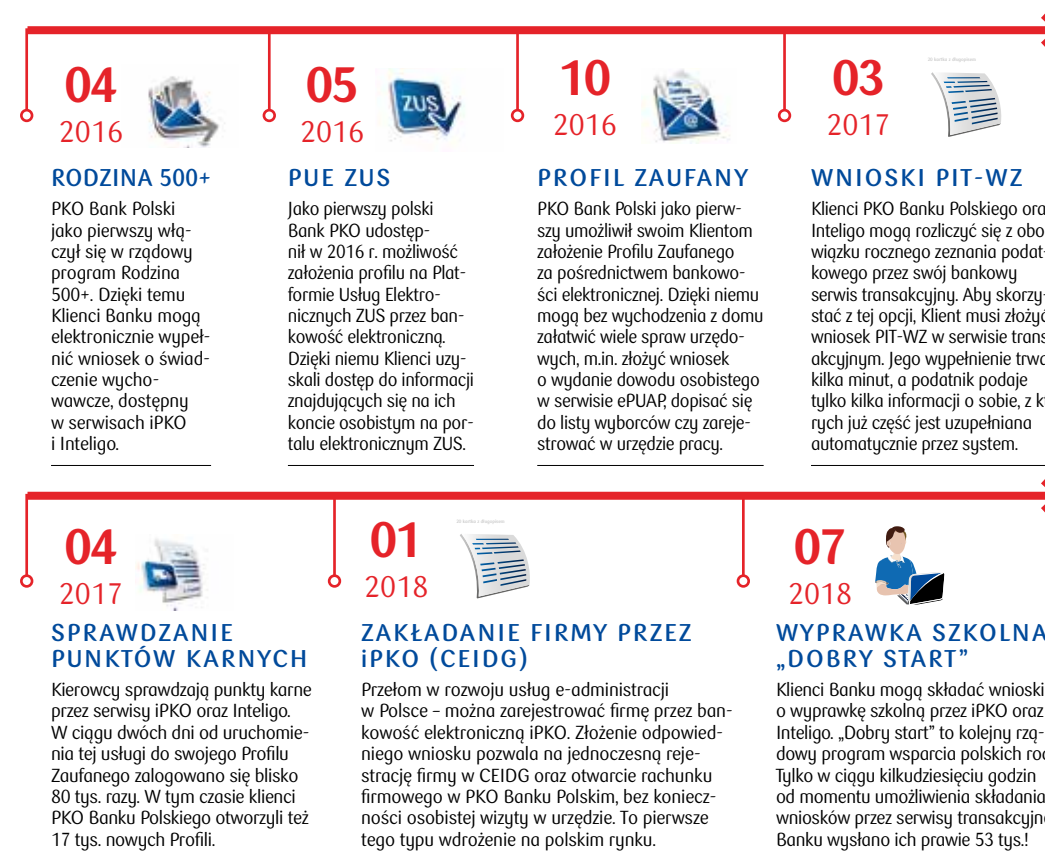 04
2016
RODZINA 500+
PKO Bank Polski
jako pierwszy włą-
czył się w rządowy
program Rodzina
500+. Dzięki temu
Klienci Banku mogą
elektronicznie wypeł-
nić wniosek o świad-
czenie wycho-
wawcze, dostępny
w serwisach iPKO
i Inteligo.
05
2016
ZUS
PUE ZUS
Jako pierwszy polski
Bank PKO udostęp-
nił w 2016 r. możliwość
założenia profilu na Plat-
formie Usług Elektro-
nicznych ZUS przez ban-
kowość elektroniczną.
Dzięki niemu Klienci uzy-
skali dostęp do informacji
znajdujących się na ich
koncie osobistym na por-
talu elektronicznym ZUS.
10
2016
Profil
Zaufany
@
PROFIL ZAUFANY
PKO Bank Polski jako pierw-
szy umożliwił swoim Klientom
założenie Profilu Zaufanego
za pośrednictwem bankowo-
ści elektronicznej. Dzięki niemu
mogą bez wychodzenia z domu
załatwić wiele spraw urzędo-
wych, m.in. złożyć wniosek
o wydanie dowodu osobistego
w serwisie ePUAP, dopisać się
do listy wyborców czy zareje-
strować w urzędzie pracy.
03
2017
WNIOSKI PIT-WZ
Klienci PKO Banku Polskiego ora
Inteligo mogą rozliczyć się z obo
wiązku rocznego zeznania podat-
kowego przez swój bankowy
serwis transakcyjny. Aby skorzy-
stać z tej opcji, Klient musi złożyć
wniosek PIT-WZ w serwisie trans
akcyjnym. Jego wypełnienie trwa
kilka minut, a podatnik podaje
tylko kilka informacji o sobie, z k
rych już część jest uzupełniana
automatycznie przez system.
04
2017
SPRAWDZANIE
PUNKTÓW KARNYCH
Kierowcy sprawdzają punkty karne
przez serwisy iPKO oraz Inteligo.
W ciągu dwóch dni od uruchomie-
nia tej usługi do swojego Profilu
Zaufanego zalogowano się blisko
80 tys. razy. W tym czasie klienci
PKO Banku Polskiego otworzyli też
17 tys. nowych Profili.
01
2018
ZAKŁADANIE FIRMY PRZEZ
iPKO (CEIDG)
Przełom w rozwoju usług e-administracji
w Polsce – można zarejestrować firmę przez ban-
kowość elektroniczną iPKO. Złożenie odpowied-
niego wniosku pozwala na jednoczesną reje-
strację firmy w CEIDG oraz otwarcie rachunku
firmowego w PKO Banku Polskim, bez koniecz-
ności osobistej wizyty w urzędzie. To pierwsze
tego typu wdrożenie na polskim rynku.
07
2018
WYPRAWKA SZKOLNA
„DOBRY START”
Klienci Banku mogą składać wnioski
o wyprawkę szkolną przez iPKO oraz
Inteligo. „Dobry start” to kolejny rzą-
dowy program wsparcia polskich rod
Tylko w ciągu kilkudziesięciu godzin
od momentu umożliwienia składania
wniosków przez serwisy transakcyjne
Banku wysłano ich prawie 53 tys.!